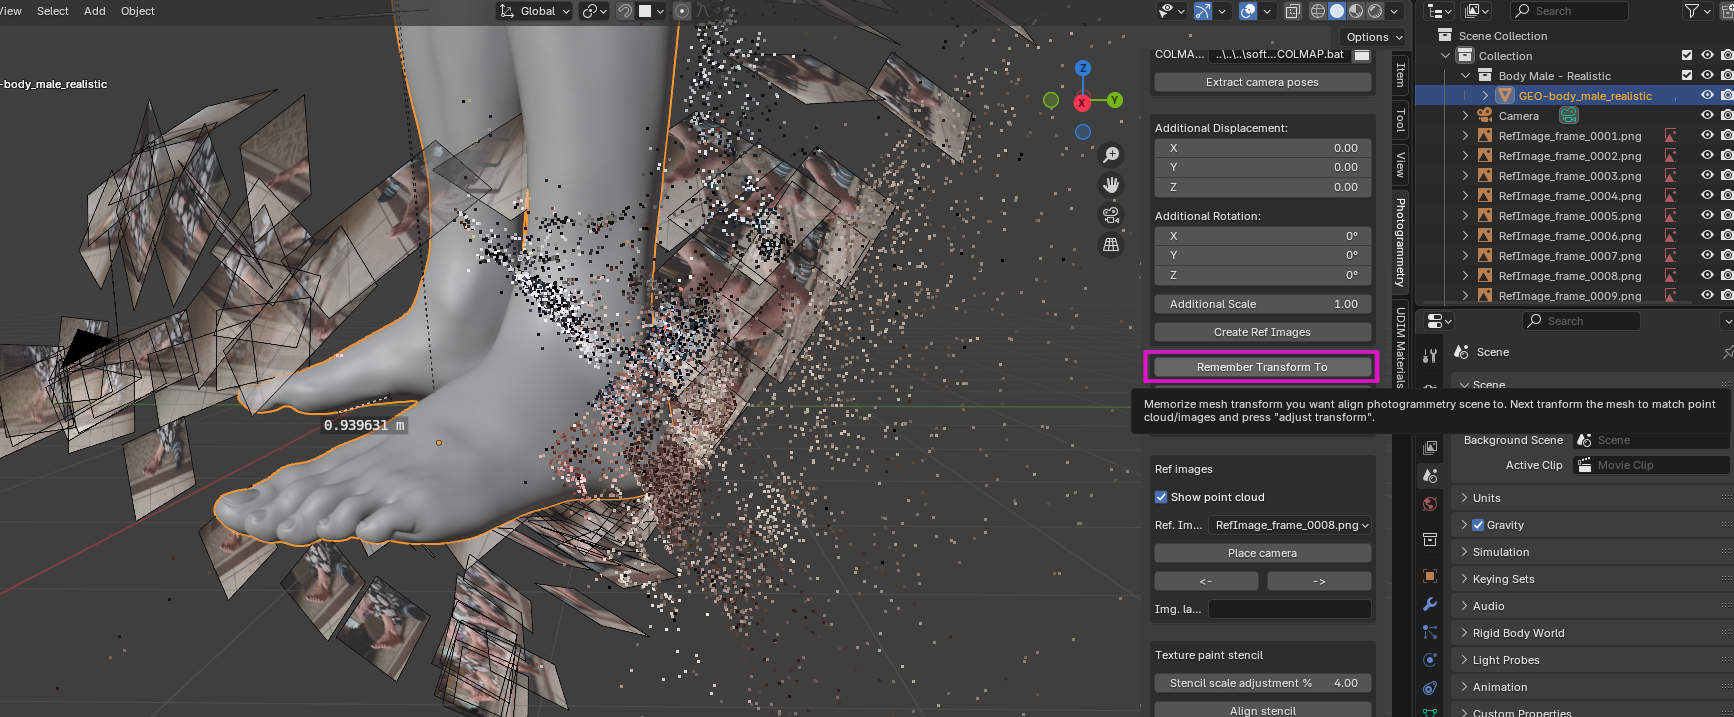 View Select Add Object
Global
Options
-body_male_realistic
0.939631 m
Z
Y
X
COLMA... ..\..\..\soft...COLMAP.bat
Extract camera poses
Additional Displacement:
X 0.00
Y 0.00
Z 0.00
Additional Rotation:
X 0°
Y 0°
Z 0°
Additional Scale 1.00
Create Ref Images
Remember Transform To
Memorize mesh transform you want align photogrammetry scene to. Next tranform the mesh to match point
cloud/images and press "adjust transform".
Ref images
Show point cloud
Ref. Im... RefImage_frame_0008.png
Place camera
<- ->
Img. la...
Texture paint stencil
Stencil scale adjustment % 4.00
Align stencil
Item
Tool
View
Photogrammetry
UDIM Materials
Search
Scene Collection
Collection
Body Male - Realistic
GEO-body_male_realistic
Camera
RefImage_frame_0001.png
RefImage_frame_0002.png
RefImage_frame_0003.png
RefImage_frame_0004.png
RefImage_frame_0005.png
RefImage_frame_0006.png
RefImage_frame_0007.png
RefImage_frame_0008.png
RefImage_frame_0009.png
Search
Scene
Scene
Background Scene Scene
Active Clip Movie Clip
Units
Gravity
Simulation
Keying Sets
Audio
Rigid Body World
Light Probes
Animation
Custom Properties